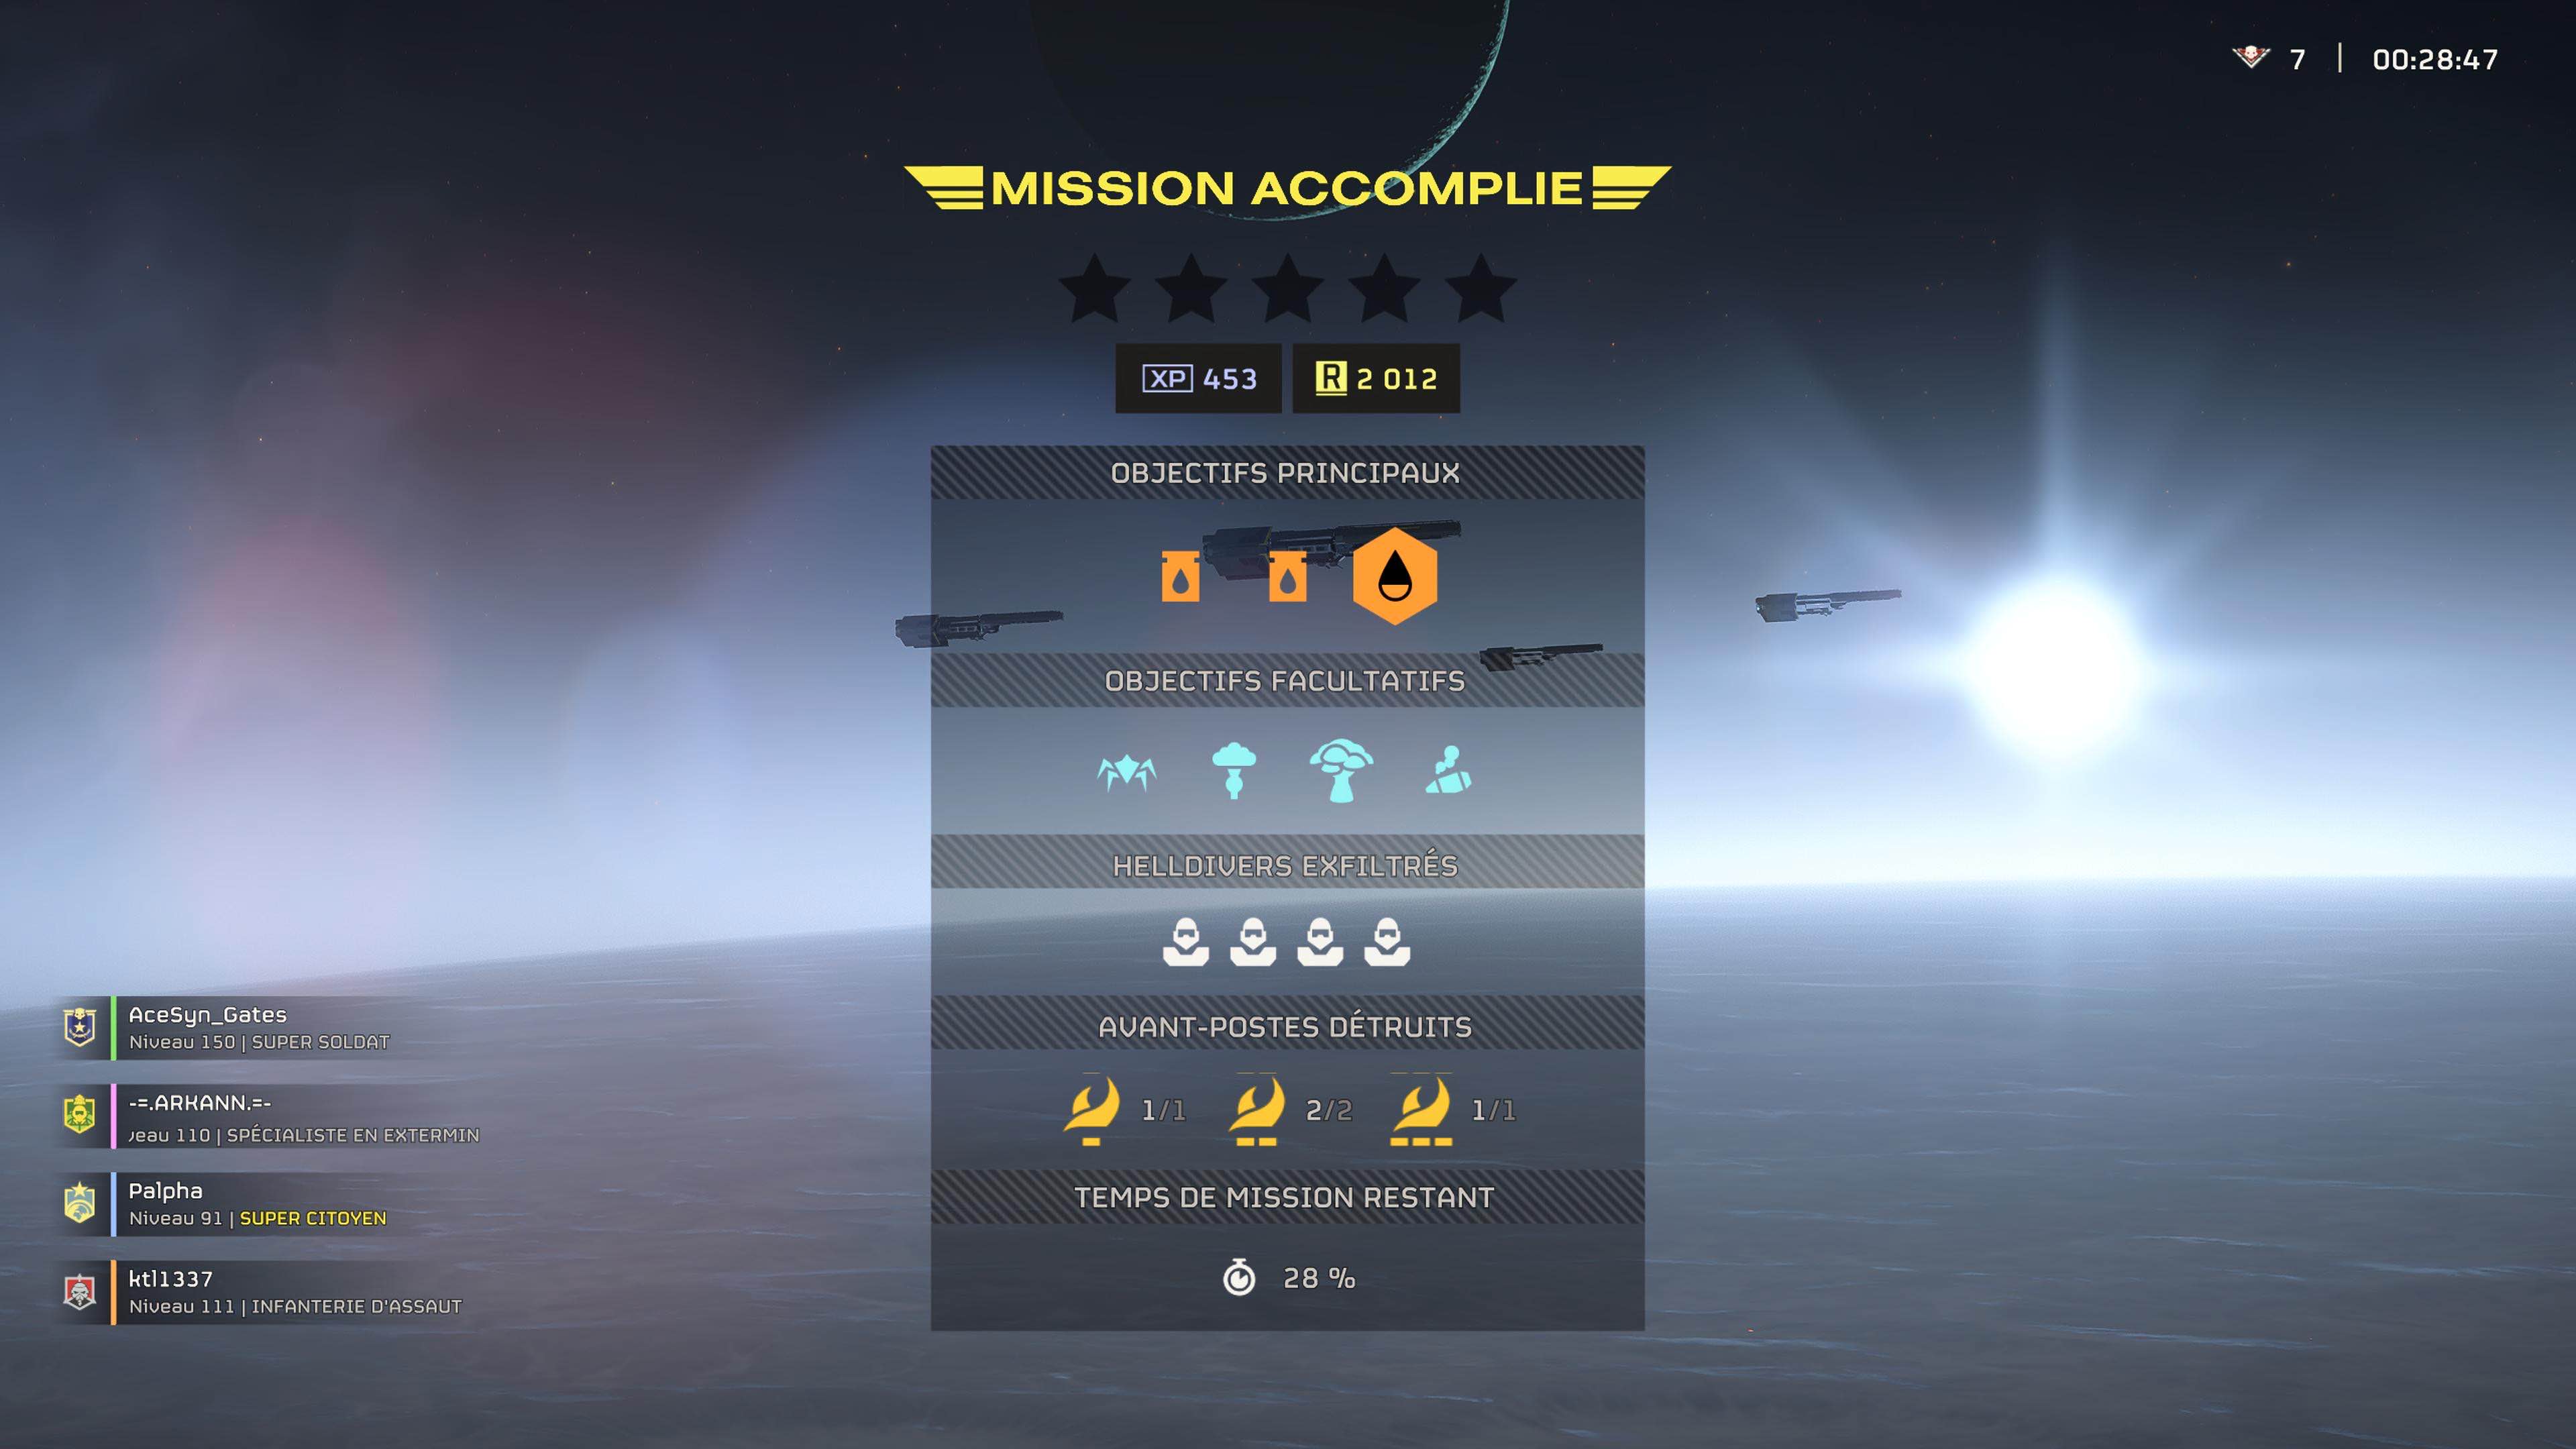 7 | 00:28:47
MISSION ACCOMPLIE
XP 453 R 2 012
OBJECTIFS PRINCIPAUX
OBJECTIFS FACULTATIFS
HELLDIVERS EXFILTRÉS
AVANT-POSTES DÉTRUITS
1/1 2/2 1/1
TEMPS DE MISSION RESTANT
28 %
AceSyn_Gates
Niveau 150 | SUPER SOLDAT
-=.ARKANN.=-
eau 110 | SPÉCIALISTE EN EXTERMIN
Palpha
Niveau 91 | SUPER CITOYEN
ktl1337
Niveau 111 | INFANTERIE D'ASSAUT